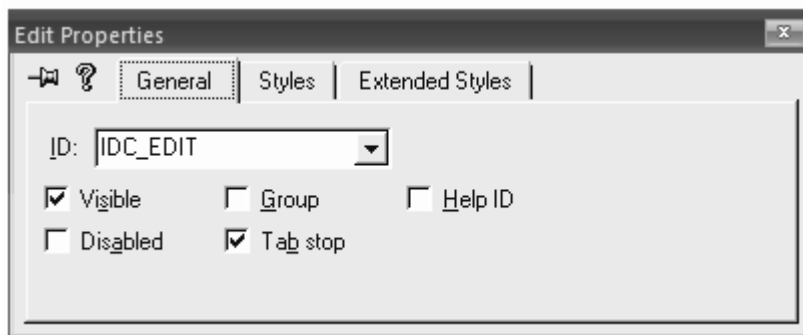 Edit Properties
General Styles Extended Styles
ID: IDC_EDIT
Visible Group Help ID
Disabled Tab stop